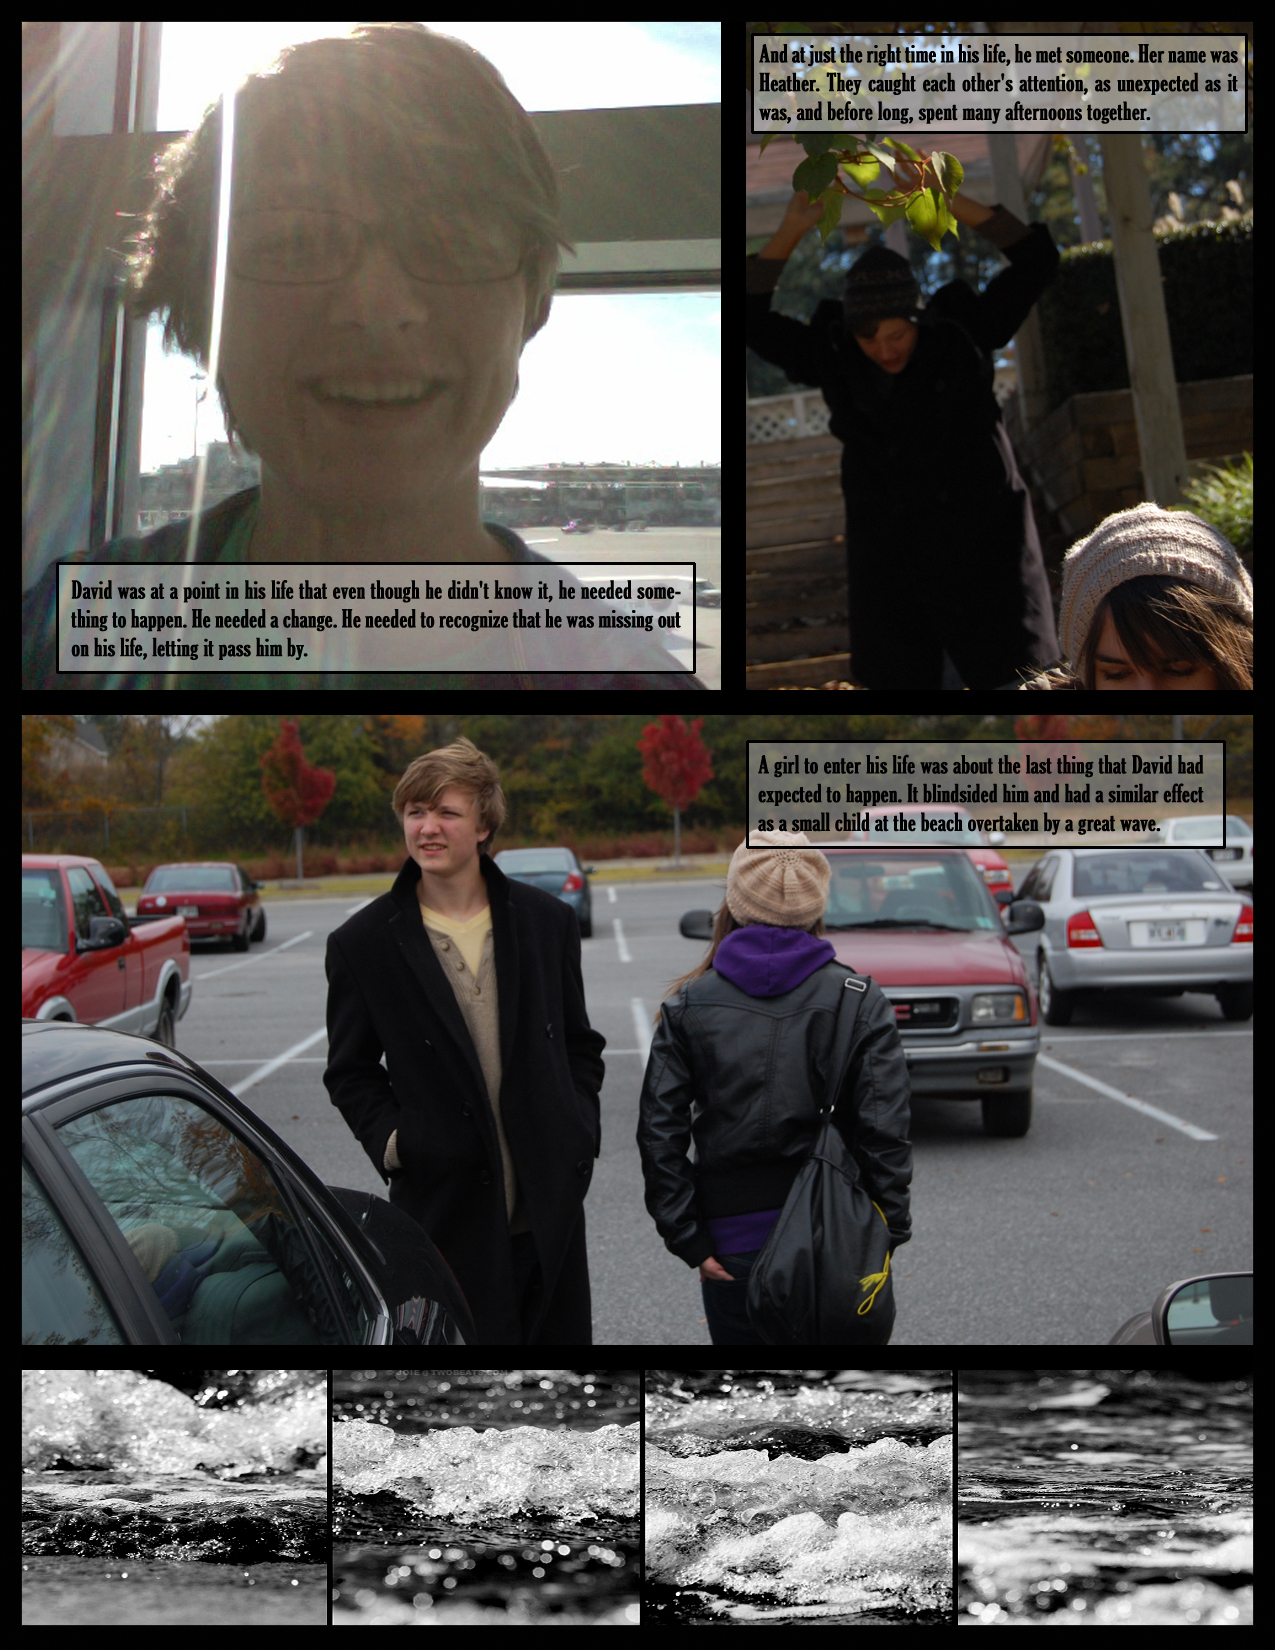 And at just the right time in his life, he met someone. Her name was
Heather. They caught each other's attention, as unexpected as it
was, and before long, spent many afternoons together.
David was at a point in his life that even though he didn't know it, he needed some-
thing to happen. He needed a change. He needed to recognize that he was missing out
on his life, letting it pass him by.
A girl to enter his life was about the last thing that David had
expected to happen. It blindsided him and had a similar effect
as a small child at the beach overtaken by a great wave.